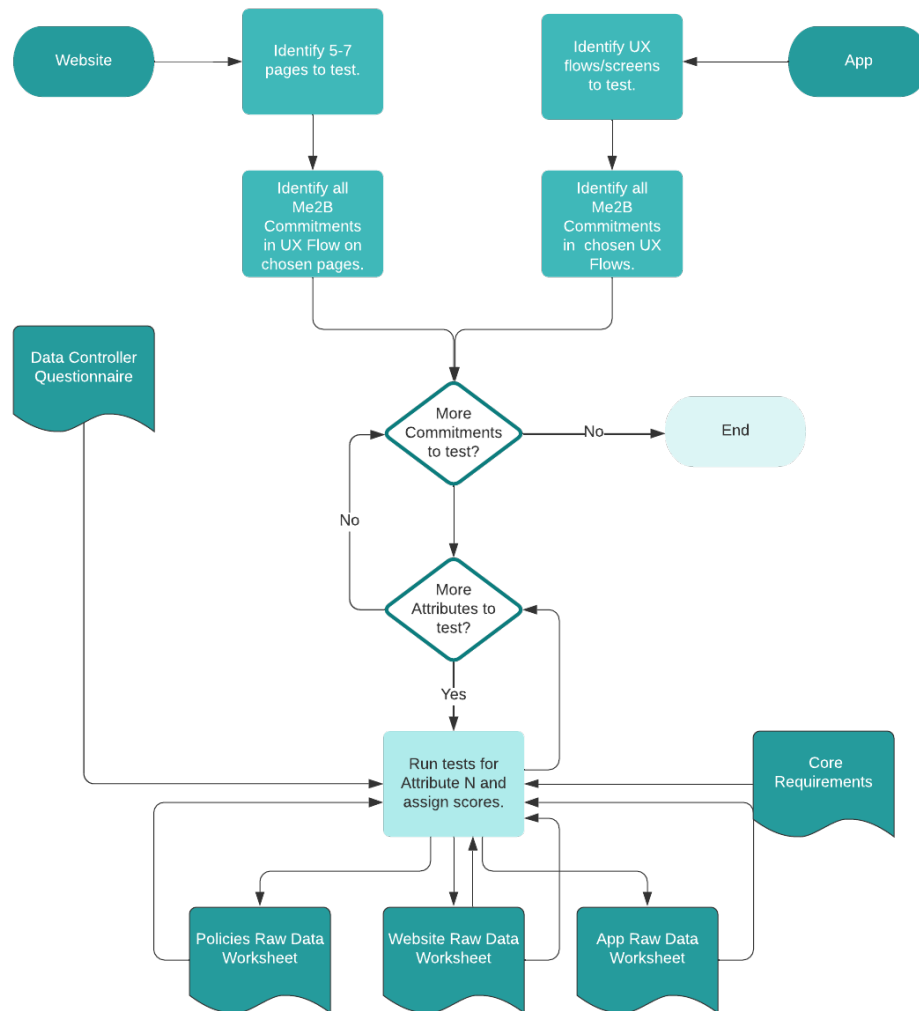 Website
Identify 5-7
pages to test.
Identify UX
flows/screens
to test.
App
Identify all
Me2B
Commitments
in UX Flow on
chosen pages.
Identify all
Me2B
Commitments
in chosen UX
Flows.
Data Controller
Questionnaire
More
Commitments
to test?
No
End
No
More
Attributes to
test?
Yes
Run tests for
Attribute N and
assign scores.
Core
Requirements
Policies Raw Data
Worksheet
Website Raw Data
Worksheet
App Raw Data
Worksheet